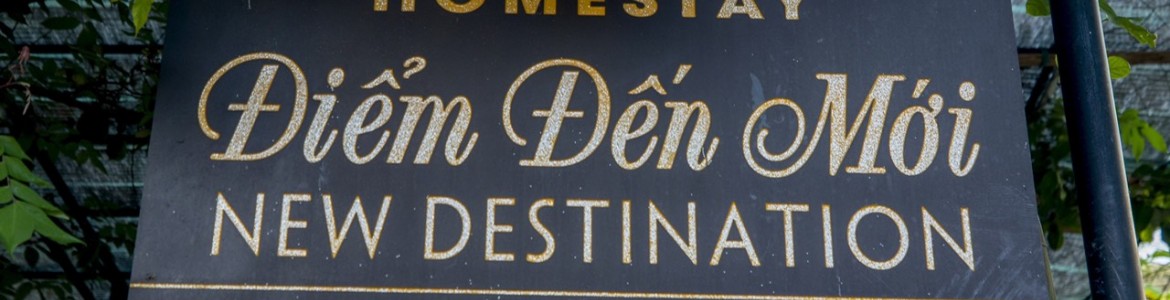 HOMESTAY
Điểm Đến Mới
NEW DESTINATION